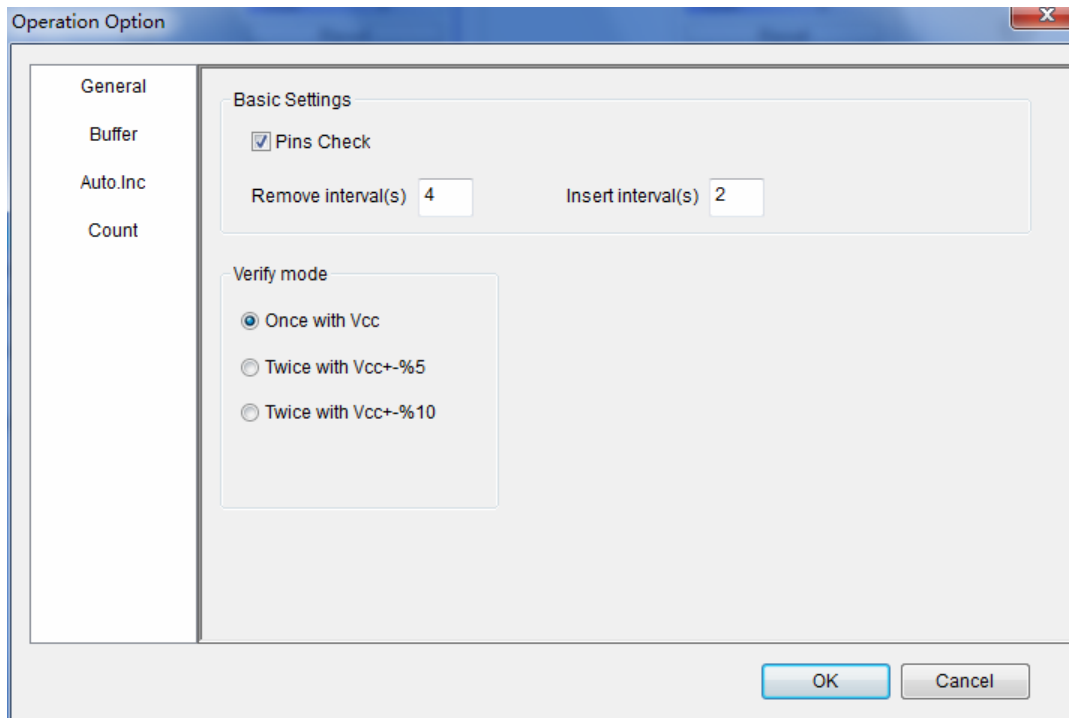 Operation Option
General
Buffer
Auto.Inc
Count
Basic Settings
Pins Check
Remove interval(s) 4 Insert interval(s) 2
Verify mode
Once with Vcc
Twice with Vcc+-%5
Twice with Vcc+-%10
OK Cancel